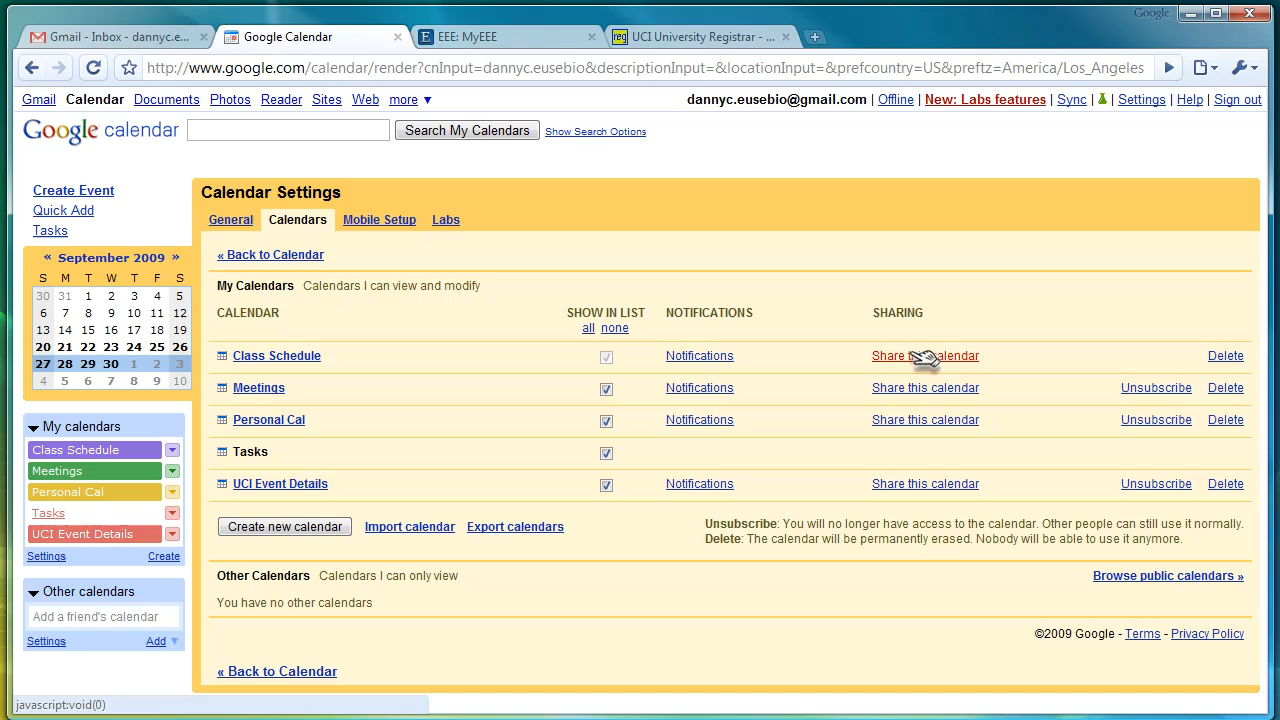 Google
Gmail - Inbox - dannyc.e...
Google Calendar
EEE: MyEEE
UCI University Registrar - ...
http://www.google.com/calendar/render?cnInput=dannyc.eusebio&descriptionInput=&locationInput=&prefcountry=US&preftz=America/Los_Angeles
Gmail Calendar Documents Photos Reader Sites Web more ▼
dannyc.eusebio@gmail.com | Offline | New: Labs features | Sync | Settings | Help | Sign out
Google calendar
Search My Calendars
Show Search Options
Create Event
Quick Add
Tasks
« September 2009 »
S M T W T F S
30 31 1 2 3 4 5
6 7 8 9 10 11 12
13 14 15 16 17 18 19
20 21 22 23 24 25 26
27 28 29 30 1 2 3
4 5 6 7 8 9 10
My calendars
Class Schedule
Meetings
Personal Cal
Tasks
UCI Event Details
Settings Create
Other calendars
Add a friend's calendar
Settings Add ▼
Calendar Settings
General Calendars Mobile Setup Labs
« Back to Calendar
My Calendars Calendars I can view and modify
CALENDAR SHOW IN LIST NOTIFICATIONS SHARING
all none
Class Schedule Notifications Share this calendar Delete
Meetings Notifications Share this calendar Unsubscribe Delete
Personal Cal Notifications Share this calendar Unsubscribe Delete
Tasks
UCI Event Details Notifications Share this calendar Unsubscribe Delete
Create new calendar Import calendar Export calendars
Unsubscribe: You will no longer have access to the calendar. Other people can still use it normally.
Delete: The calendar will be permanently erased. Nobody will be able to use it anymore.
Other Calendars Calendars I can only view Browse public calendars »
You have no other calendars
©2009 Google - Terms - Privacy Policy
« Back to Calendar
javascript:void(0)